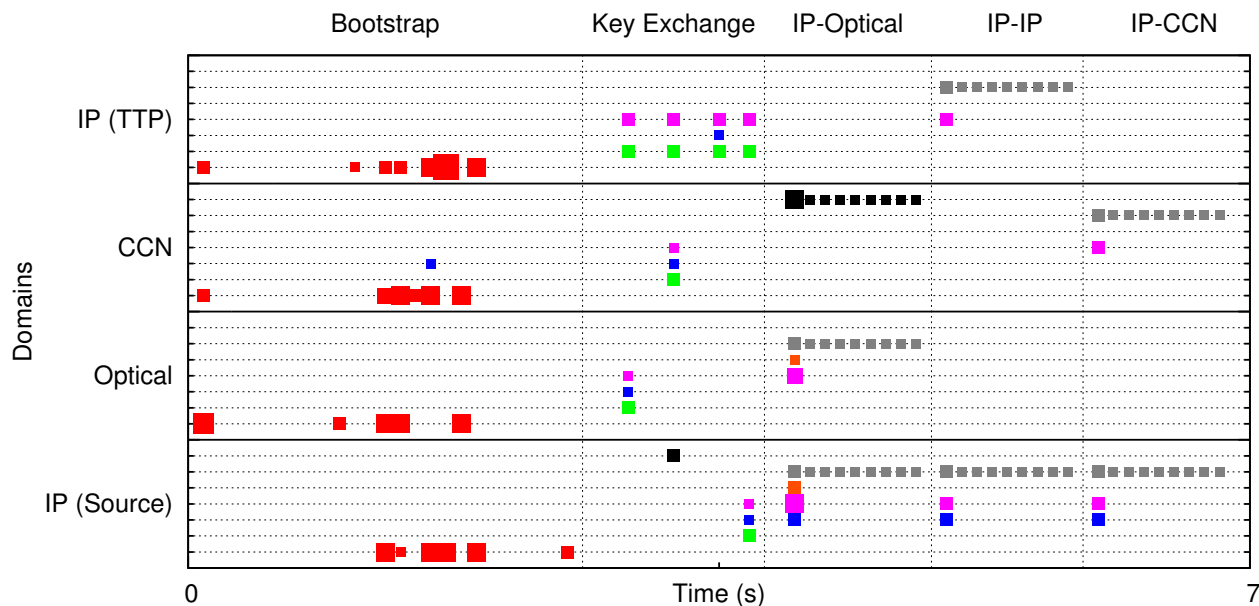 Bootstrap Key Exchange IP-Optical IP-IP IP-CCN
IP (TTP)
CCN
Domains
Optical
IP (Source)
0 Time (s) 7